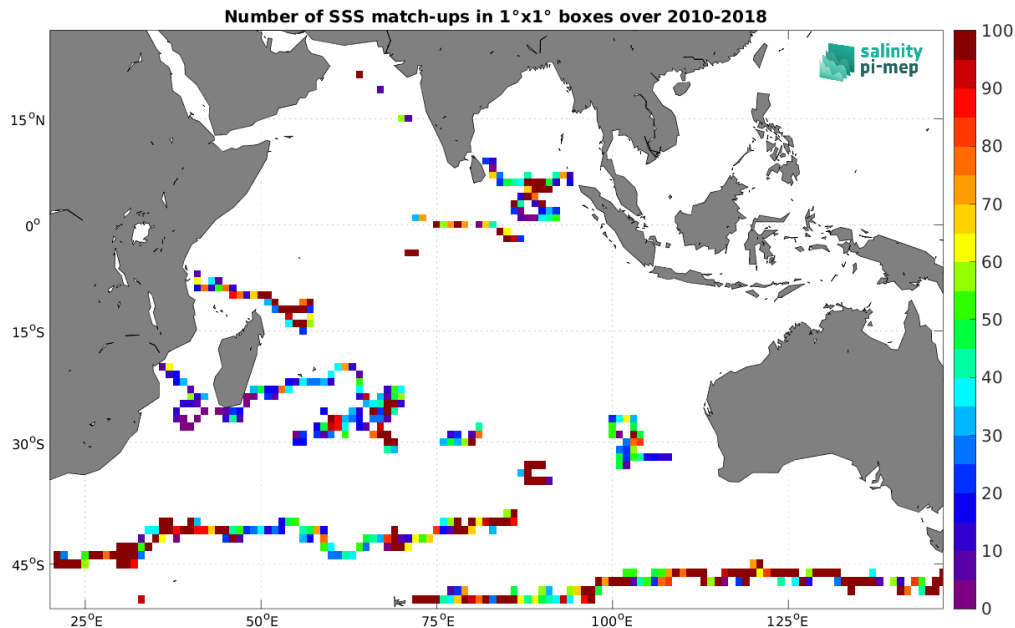 Number of SSS match-ups in 1°x1° boxes over 2010-2018
salinity
pi-mep
100
90
80
70
60
50
40
30
20
10
0
15°N
0°
15°S
30°S
45°S
25°E
50°E
75°E
100°E
125°E